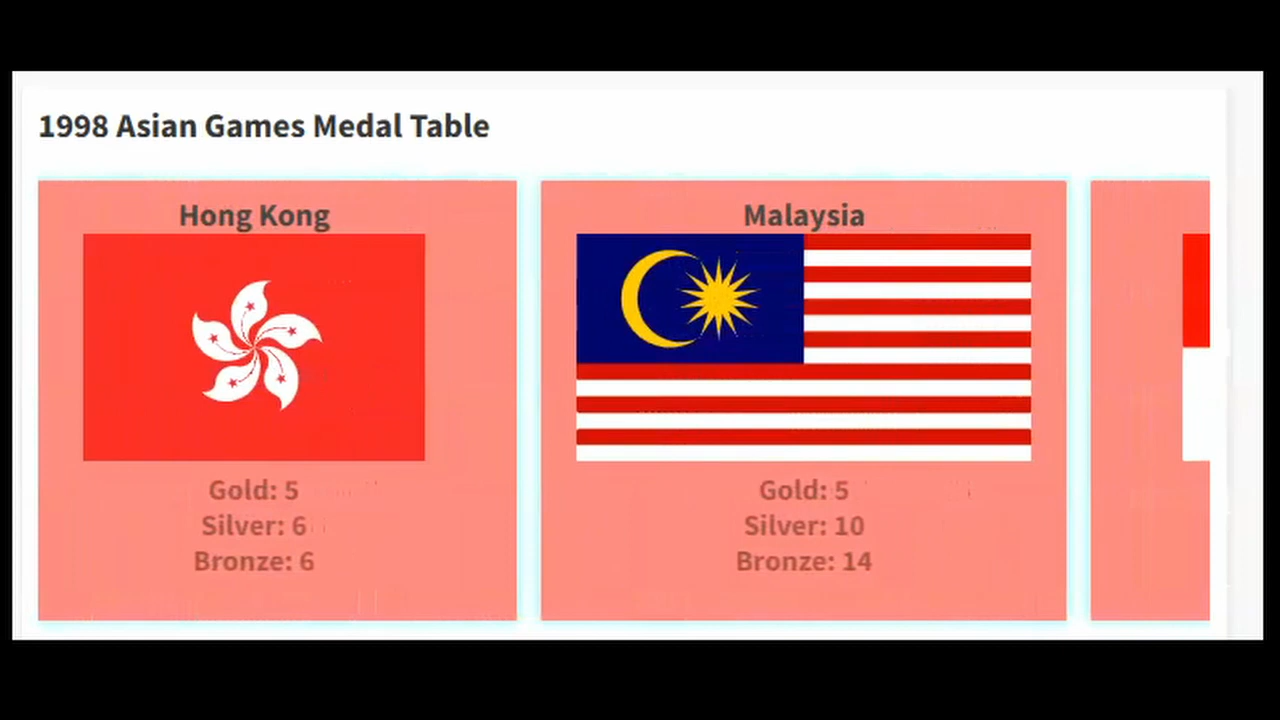 1998 Asian Games Medal Table
Hong Kong
Gold: 5
Silver: 6
Bronze: 6
Malaysia
Gold: 5
Silver: 10
Bronze: 14